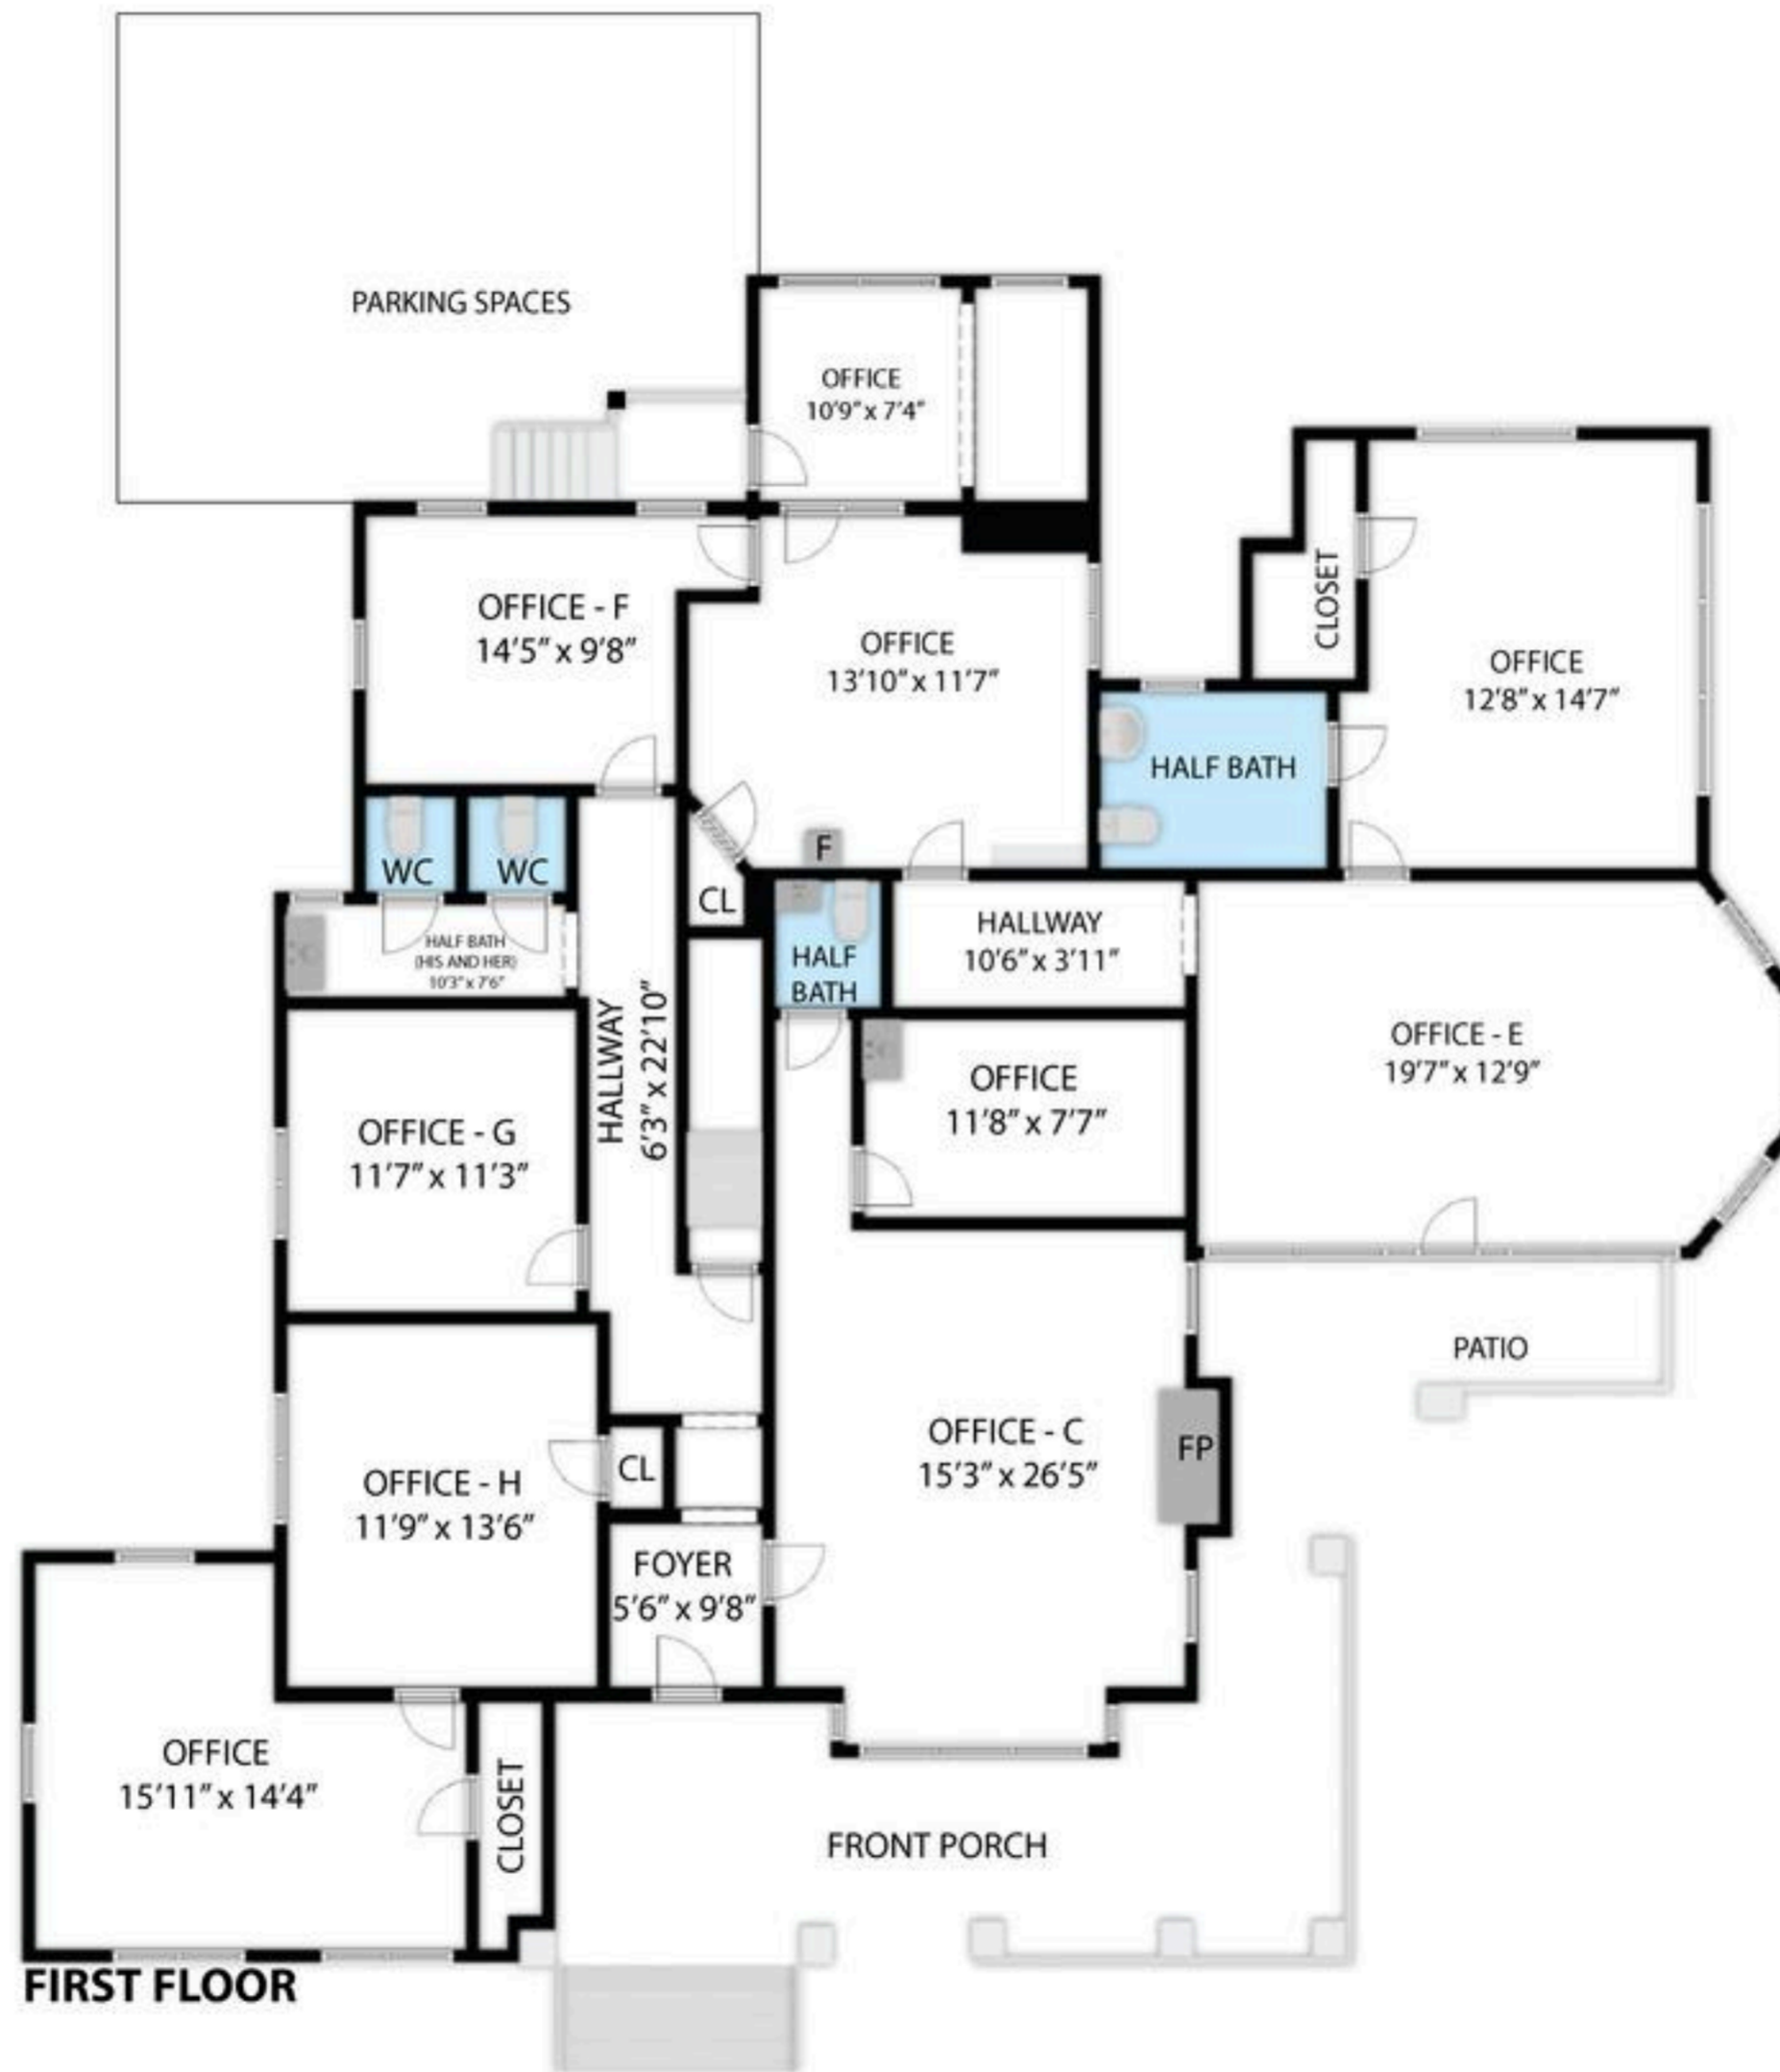 PARKING SPACES
OFFICE
10'9" x 7'4"
OFFICE - F
14'5" x 9'8"
OFFICE
13'10" x 11'7"
CLOSET
OFFICE
12'8" x 14'7"
HALF BATH
WC
WC
F
CL
HALF BATH
(HIS AND HER)
10'3" x 7'6"
HALF
BATH
HALLWAY
10'6" x 3'11"
HALLWAY
6'3" x 22'10"
OFFICE - E
19'7" x 12'9"
OFFICE
11'8" x 7'7"
OFFICE - G
11'7" x 11'3"
PATIO
OFFICE - C
15'3" x 26'5"
FP
OFFICE - H
11'9" x 13'6"
CL
FOYER
5'6" x 9'8"
OFFICE
15'11" x 14'4"
CLOSET
FRONT PORCH
FIRST FLOOR